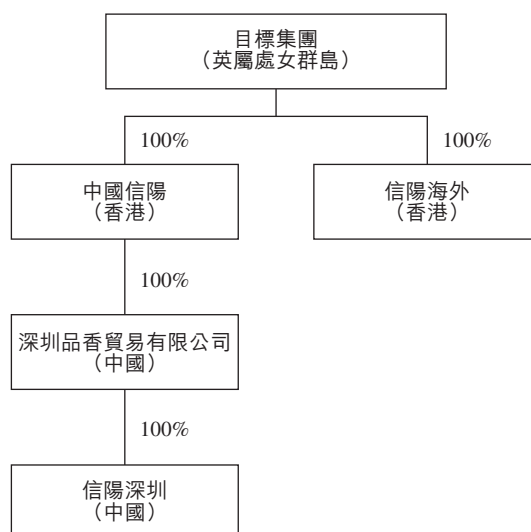 目標集團
（英屬處女群島）
100%
100%
中國信陽
（香港）
信陽海外
（香港）
100%
深圳品香貿易有限公司
（中國）
100%
信陽深圳
（中國）